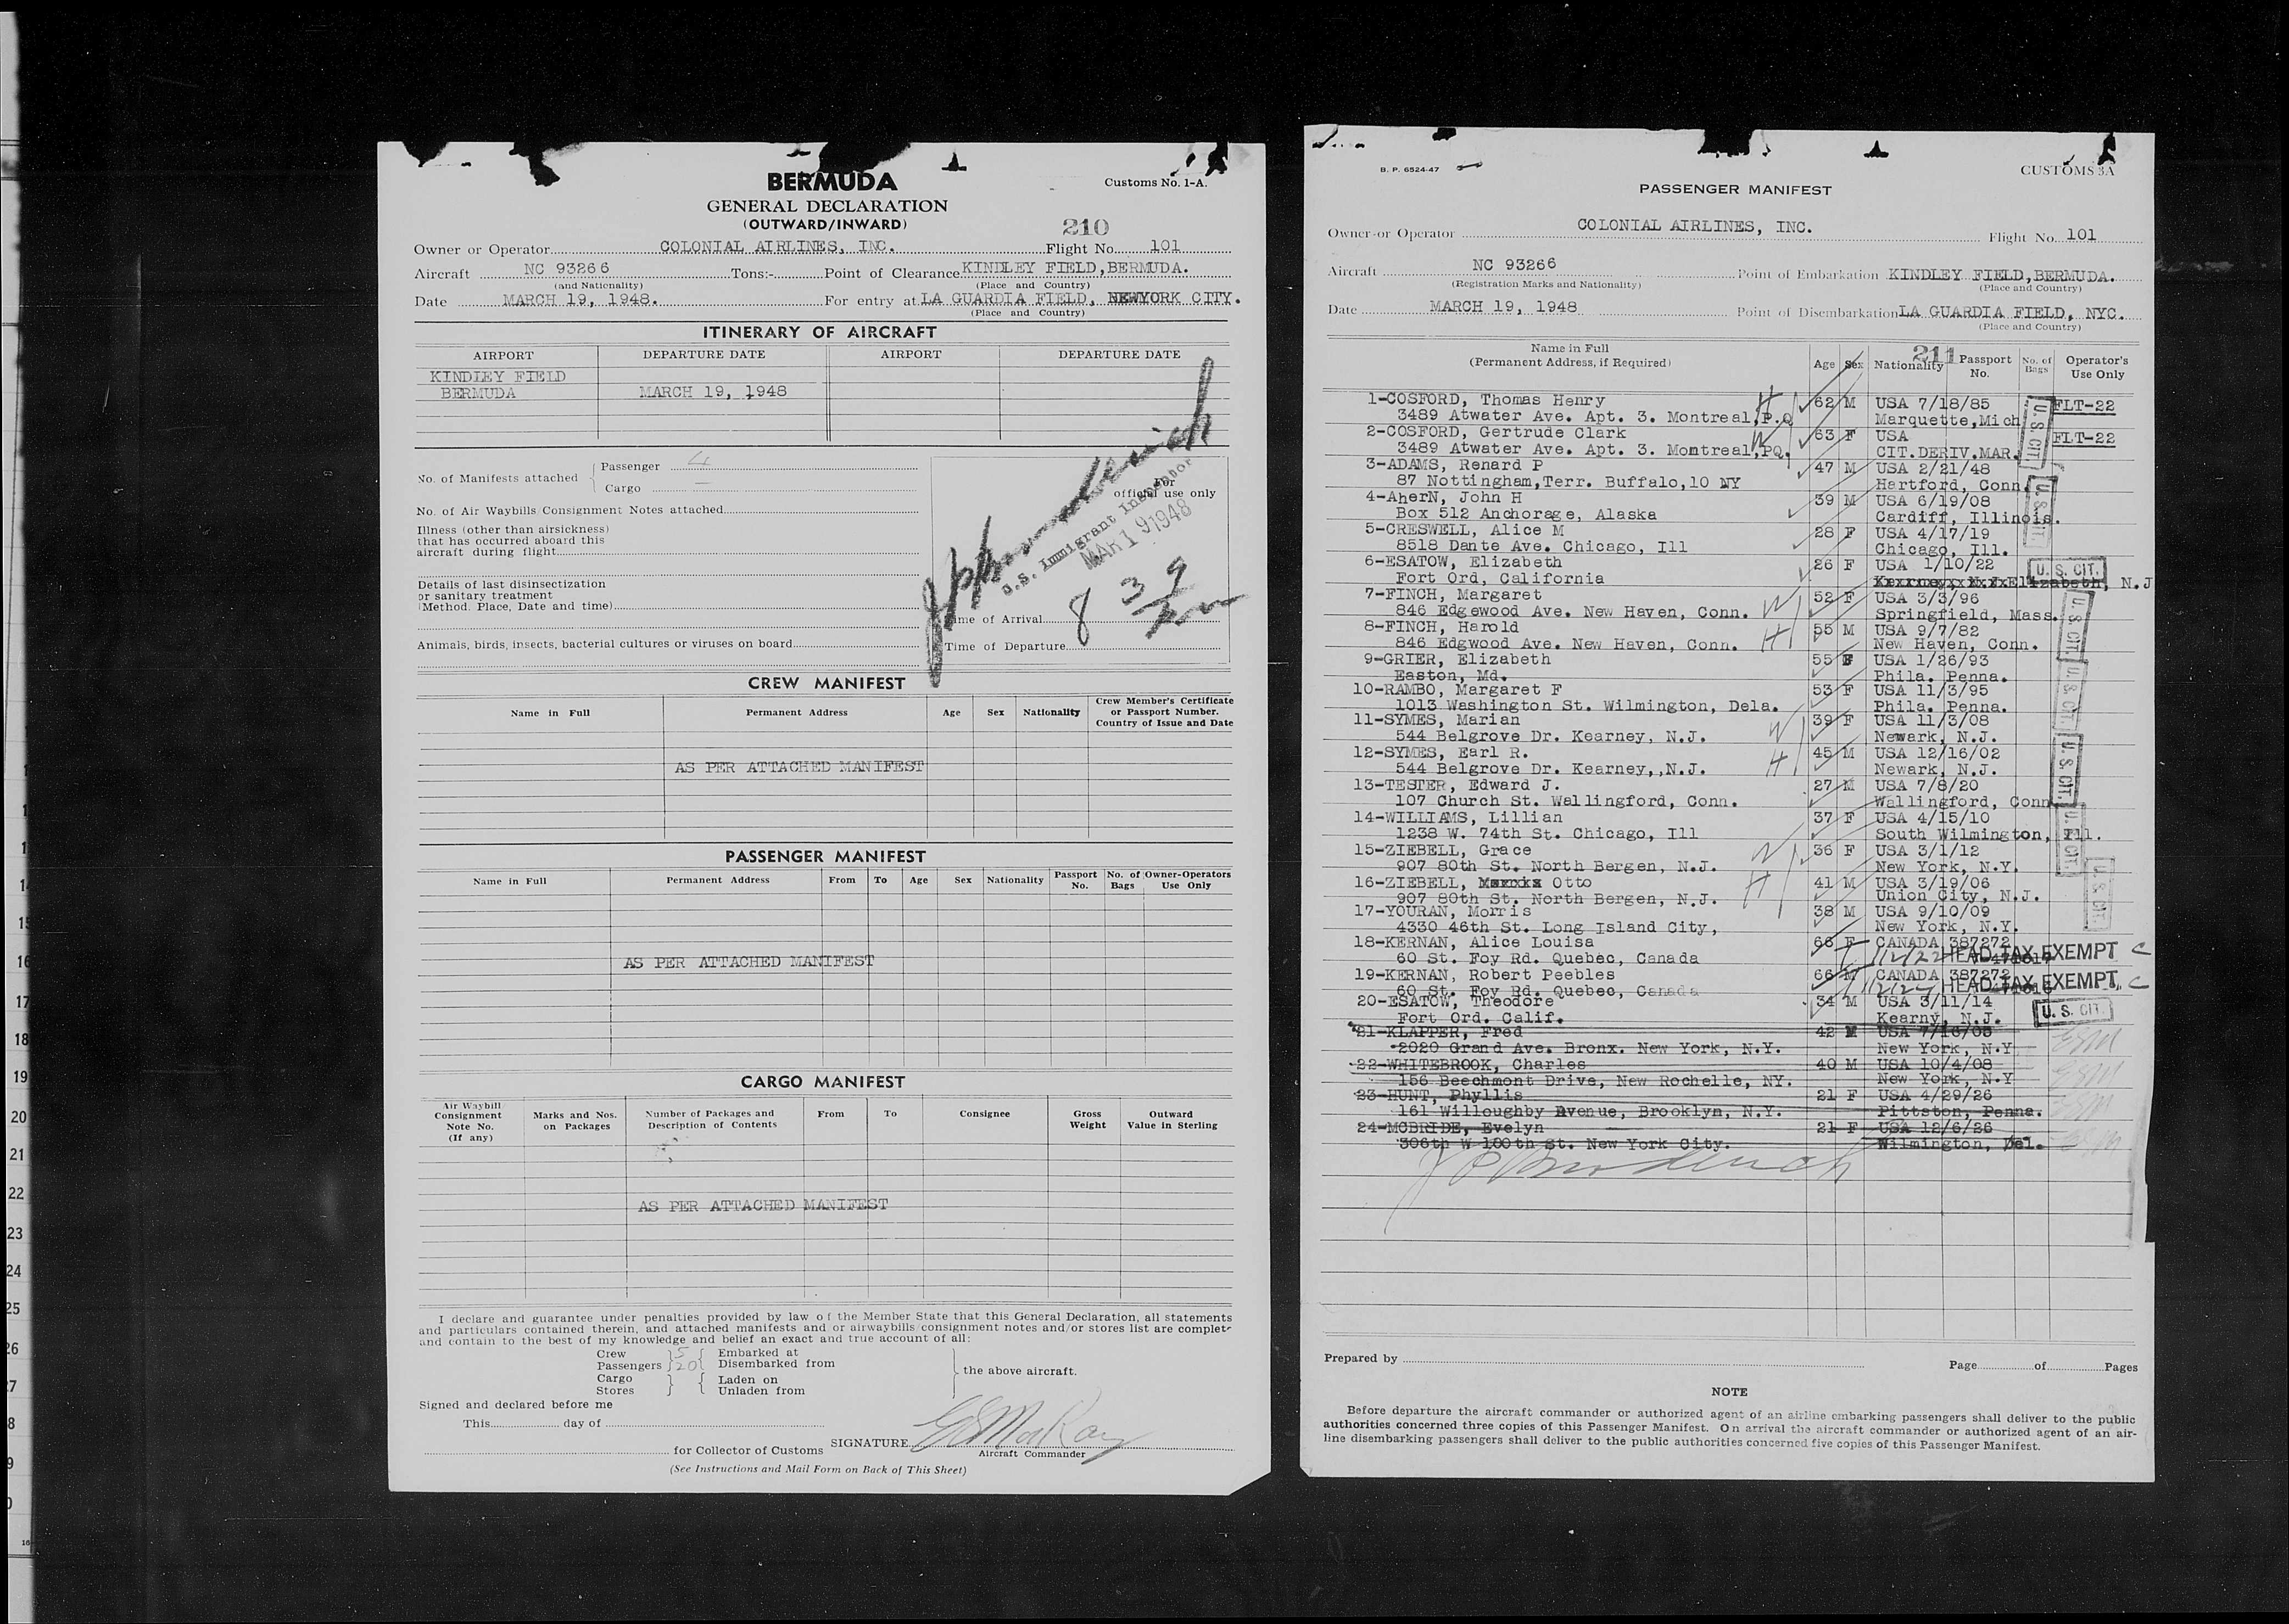 BERMUDA
Customs No. 1-A.
GENERAL DECLARATION
(OUTWARD/INWARD)
210
Owner or Operator COLONIAL AIRLINES, INC. Flight No. 101
Aircraft NC 93266 Tons:- Point of Clearance KINDLEY FIELD, BERMUDA.
(and Nationality) (Place and Country)
Date MARCH 19, 1948. For entry at LA GUARDIA FIELD, NEWYORK CITY.
(Place and Country)
ITINERARY OF AIRCRAFT
AIRPORT DEPARTURE DATE AIRPORT DEPARTURE DATE
KINDLEY FIELD
BERMUDA MARCH 19, 1948
No. of Manifests attached
Passenger 4
Cargo —
For
official use only
No. of Air Waybills/Consignment Notes attached
Illness (other than airsickness)
that has occurred aboard this
aircraft during flight
U.S. Immigrant Inspector
MAR 19 1948
Details of last disinsectization
or sanitary treatment
(Method, Place, Date and time)
Time of Arrival 8 39
Animals, birds, insects, bacterial cultures or viruses on board
Time of Departure
CREW MANIFEST
Name in Full Permanent Address Age Sex Nationality Crew Member's Certificate
or Passport Number.
Country of Issue and Date
AS PER ATTACHED MANIFEST
PASSENGER MANIFEST
Name in Full Permanent Address From To Age Sex Nationality Passport No. No. of Bags Owner-Operators Use Only
AS PER ATTACHED MANIFEST
CARGO MANIFEST
Air Waybill
Consignment
Note No.
(If any)
Marks and Nos.
on Packages
Number of Packages and
Description of Contents
From To Consignee
Gross
Weight
Outward
Value in Sterling
AS PER ATTACHED MANIFEST
I declare and guarantee under penalties provided by law of the Member State that this General Declaration, all statements
and particulars contained therein, and attached manifests and or airwaybills/consignment notes and/or stores list are complete
and contain to the best of my knowledge and belief an exact and true account of all:
Crew 5 Embarked at
Passengers 20 Disembarked from
the above aircraft.
Cargo Laden on
Stores Unladen from
Signed and declared before me
This day of
for Collector of Customs SIGNATURE
Aircraft Commander
(See Instructions and Mail Form on Back of This Sheet)
B. P. 6524-47
CUSTOMS 3A
PASSENGER MANIFEST
Owner or Operator COLONIAL AIRLINES, INC. Flight No. 101
Aircraft NC 93266 Point of Embarkation KINDLEY FIELD, BERMUDA.
(Registration Marks and Nationality) (Place and Country)
Date MARCH 19, 1948 Point of Disembarkation LA GUARDIA FIELD, NYC.
(Place and Country)
211
Name in Full
(Permanent Address, if Required)
Age Sex Nationality Passport No. No. of Bags Operator's Use Only
1-COSFORD, Thomas Henry H 62 M USA 7/18/85 FLT-22
3489 Atwater Ave. Apt. 3. Montreal, P.Q Marquette, Mich
2-COSFORD, Gertrude Clark W 63 F USA FLT-22
3489 Atwater Ave. Apt. 3. Montreal, PQ. CIT.DERIV.MAR.
3-ADAMS, Renard P 47 M USA 2/21/48
87 Nottingham, Terr. Buffalo, 10 NY Hartford, Conn.
4-AherN, John H 39 M USA 6/19/08
Box 512 Anchorage, Alaska Cardiff, Illinois.
5-CRESWELL, Alice M 28 F USA 4/17/19
8518 Dante Ave. Chicago, Ill Chicago, Ill.
6-ESATOW, Elizabeth 26 F USA 1/10/22
Fort Ord, California Elizabeth, N.J
7-FINCH, Margaret 52 F USA 3/3/96
846 Edgewood Ave. New Haven, Conn. W Springfield, Mass.
8-FINCH, Harold 55 M USA 9/7/82
846 Edgwood Ave. New Haven, Conn. H New Haven, Conn.
9-GRIER, Elizabeth 55 F USA 1/26/93
Easton, Md. Phila. Penna.
10-RAMBO, Margaret F 53 F USA 11/3/95
1013 Washington St. Wilmington, Dela. Phila. Penna.
11-SYMES, Marian 39 F USA 11/3/08
544 Belgrove Dr. Kearney, N.J. W Newark, N.J.
12-SYMES, Earl R. 45 M USA 12/16/02
544 Belgrove Dr. Kearney,,N.J. H Newark, N.J.
13-TESTER, Edward J. 27 M USA 7/8/20
107 Church St. Wallingford, Conn. Wallingford, Conn
14-WILLIAMS, Lillian 37 F USA 4/15/10
1238 W. 74th St. Chicago, Ill South Wilmington, Ill.
15-ZIEBELL, Grace W 36 F USA 3/1/12
907 80th St. North Bergen, N.J. New York, N.Y.
16-ZIEBELL, Otto H 41 M USA 3/19/06
907 80th St. North Bergen, N.J. Union City, N.J.
17-YOURAN, Morris 38 M USA 9/10/09
4330 46th St. Long Island City, New York, N.Y.
18-KERNAN, Alice Louisa 66 F CANADA 387272
60 St. Foy Rd. Quebec, Canada HEAD TAX EXEMPT C
19-KERNAN, Robert Peebles 66 M CANADA 387272
60 St. Foy Rd. Quebec, Canada HEAD TAX EXEMPT, C
20-ESATOW, Theodore 34 M USA 3/11/14
Fort Ord. Calif. Kearny, N.J.
21-KLAPPER, Fred 42 M USA 7/16/05
2020 Grand Ave. Bronx. New York, N.Y. New York, N.Y
22-WHITEBROOK, Charles 40 M USA 10/4/08
156 Beechmont Drive, New Rochelle, NY. New York, N.Y
23-HUNT, Phyllis 21 F USA 4/29/26
161 Willoughby Avenue, Brooklyn, N.Y. Pittston, Penna.
24-MCBRIDE, Evelyn 21 F USA 12/6/26
306th W 100th St. New York City. Wilmington, Del.
U. S. CIT.
U. S. CIT.
U. S. CIT.
U. S. CIT.
U. S. CIT.
U. S. CIT.
U. S. CIT.
U. S. CIT.
U. S. CIT.
Prepared by Page of Pages
NOTE
Before departure the aircraft commander or authorized agent of an airline embarking passengers shall deliver to the public
authorities concerned three copies of this Passenger Manifest. On arrival the aircraft commander or authorized agent of an air-
line disembarking passengers shall deliver to the public authorities concerned five copies of this Passenger Manifest.